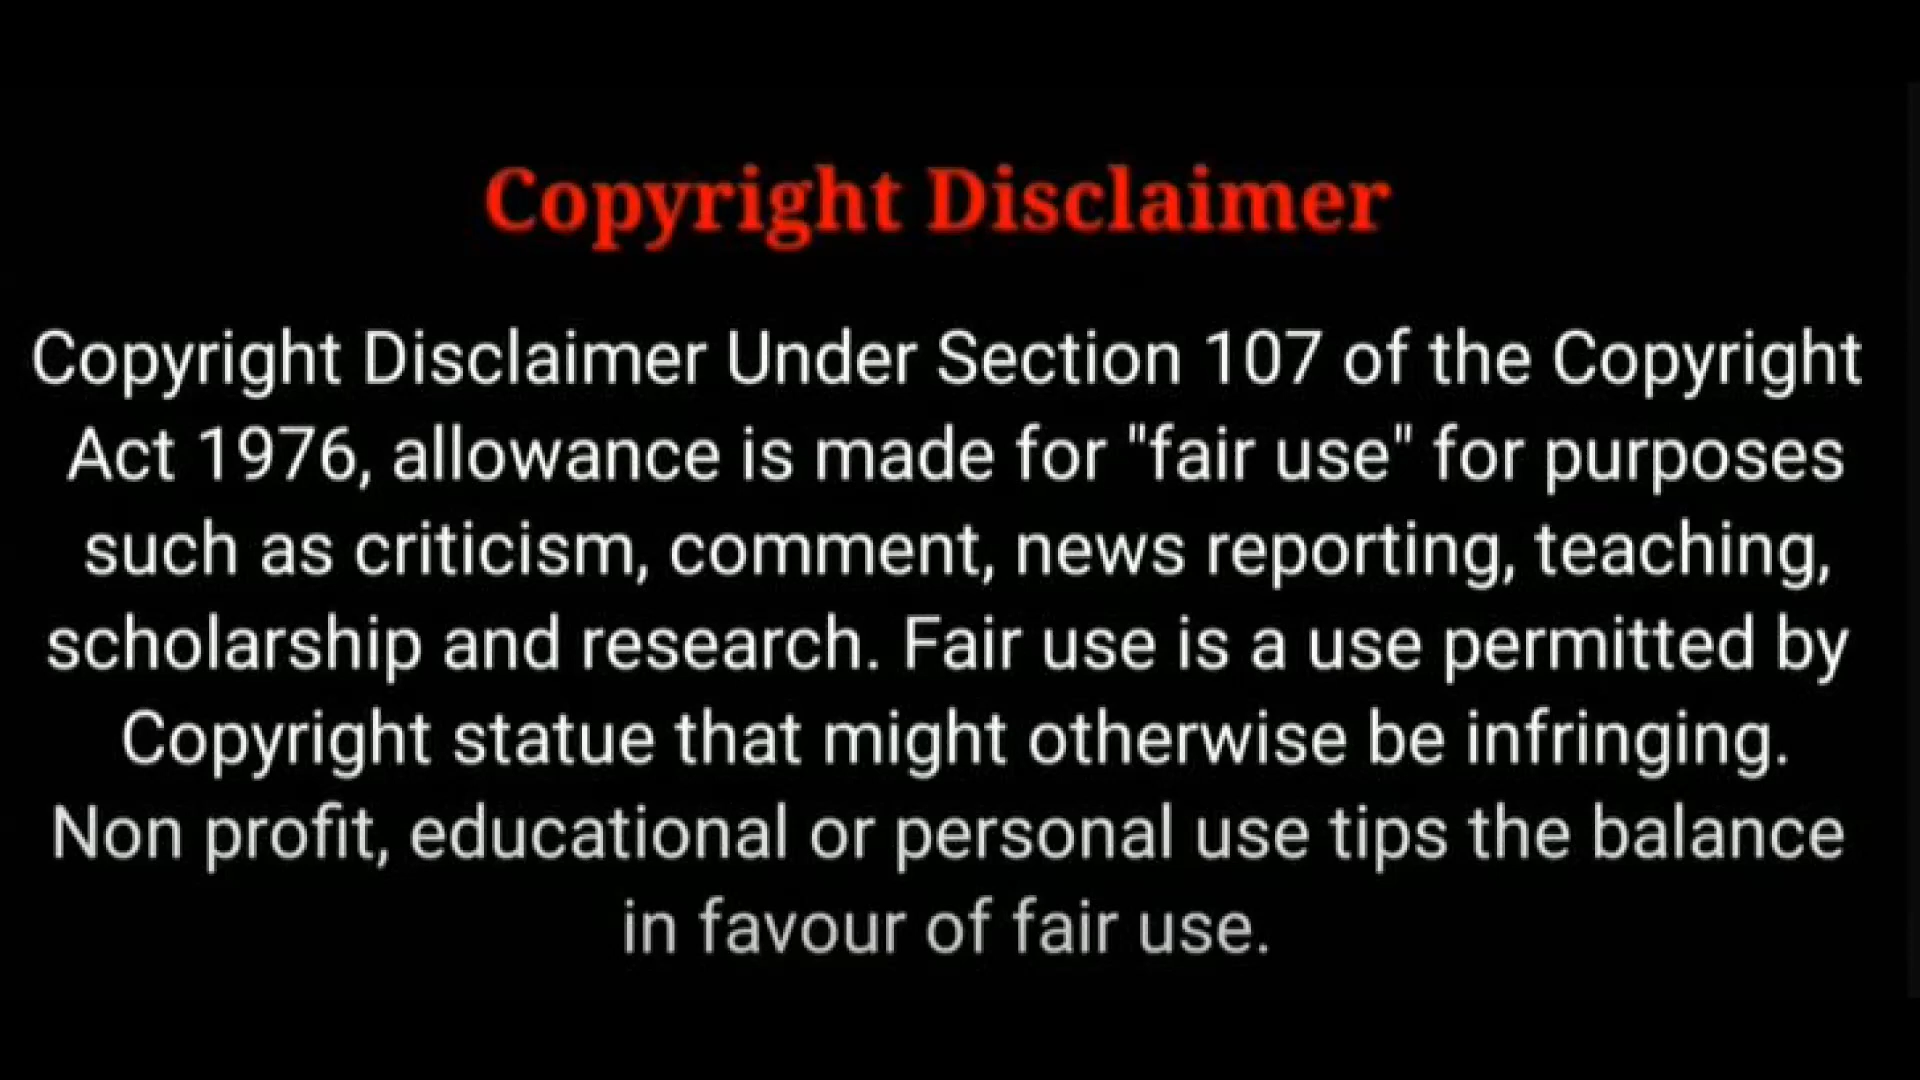 Copyright Disclaimer
Copyright Disclaimer Under Section 107 of the Copyright
Act 1976, allowance is made for "fair use" for purposes
such as criticism, comment, news reporting, teaching,
scholarship and research. Fair use is a use permitted by
Copyright statue that might otherwise be infringing.
Non profit, educational or personal use tips the balance
in favour of fair use.